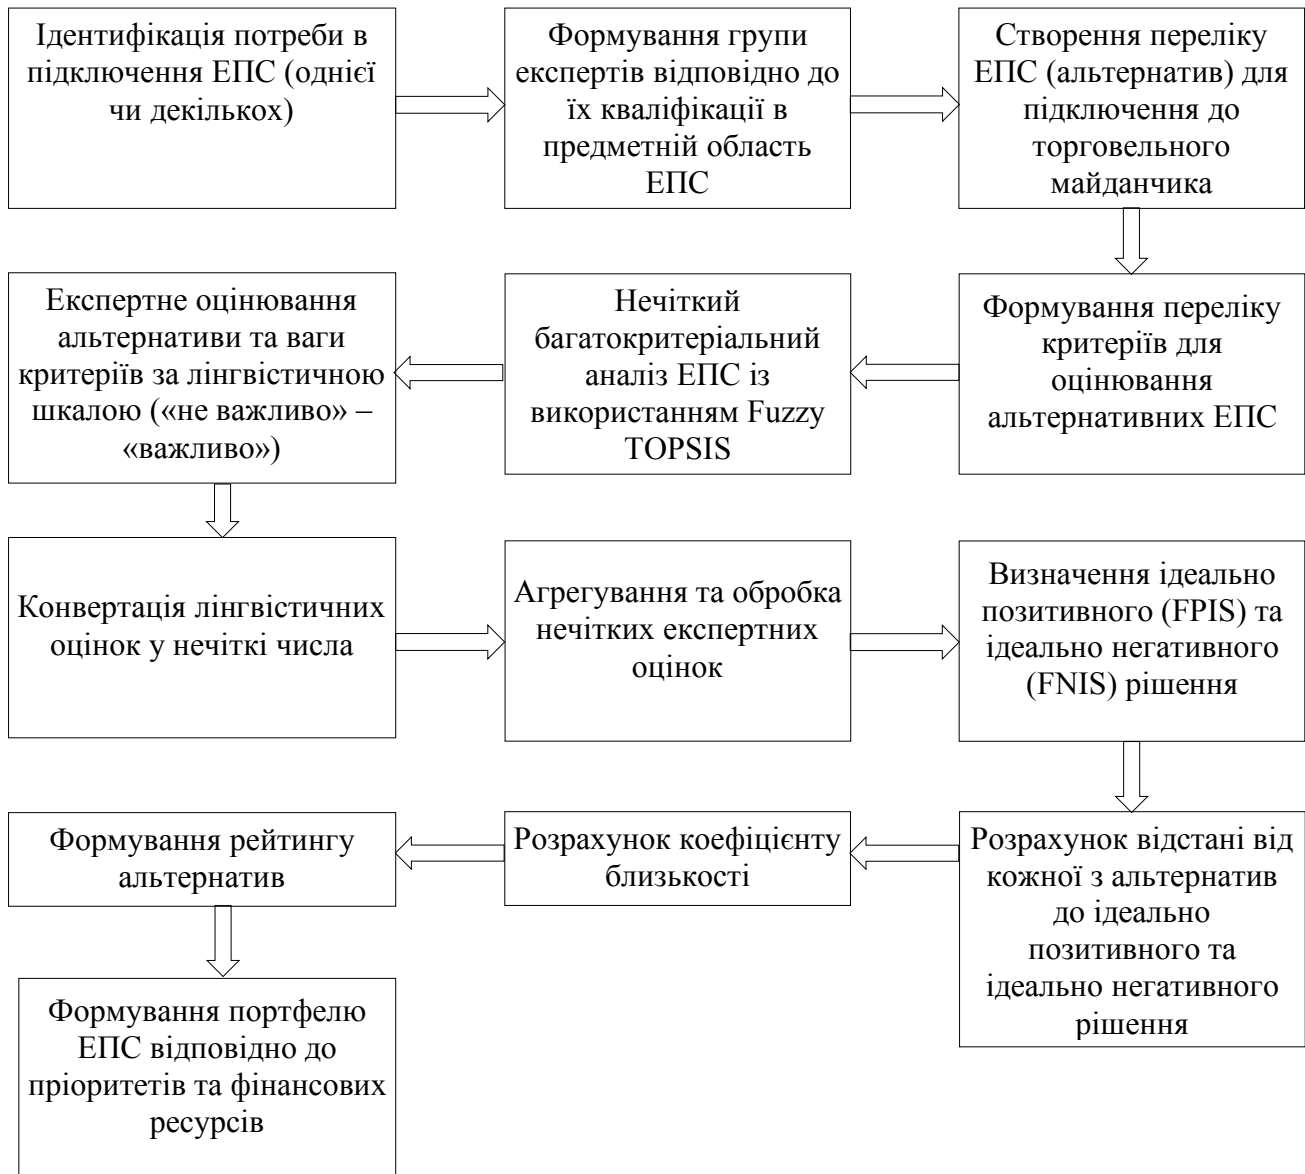 Ідентифікація потреби в
підключення ЕПС (однієї
чи декількох)
Формування групи
експертів відповідно до
їх кваліфікації в
предметній область
ЕПС
Створення переліку
ЕПС (альтернатив) для
підключення до
торговельного
майданчика
Формування переліку
критеріїв для
оцінювання
альтернативних ЕПС
Нечіткий
багатокритеріальний
аналіз ЕПС із
використанням Fuzzy
TOPSIS
Експертне оцінювання
альтернативи та ваги
критеріїв за лінгвістичною
шкалою («не важливо» –
«важливо»)
Конвертація лінгвістичних
оцінок у нечіткі числа
Агрегування та обробка
нечітких експертних
оцінок
Визначення ідеально
позитивного (FPIS) та
ідеально негативного
(FNIS) рішення
Розрахунок відстані від
кожної з альтернатив
до ідеально
позитивного та
ідеально негативного
рішення
Розрахунок коефіцієнту
близькості
Формування рейтингу
альтернатив
Формування портфелю
ЕПС відповідно до
пріоритетів та фінансових
ресурсів